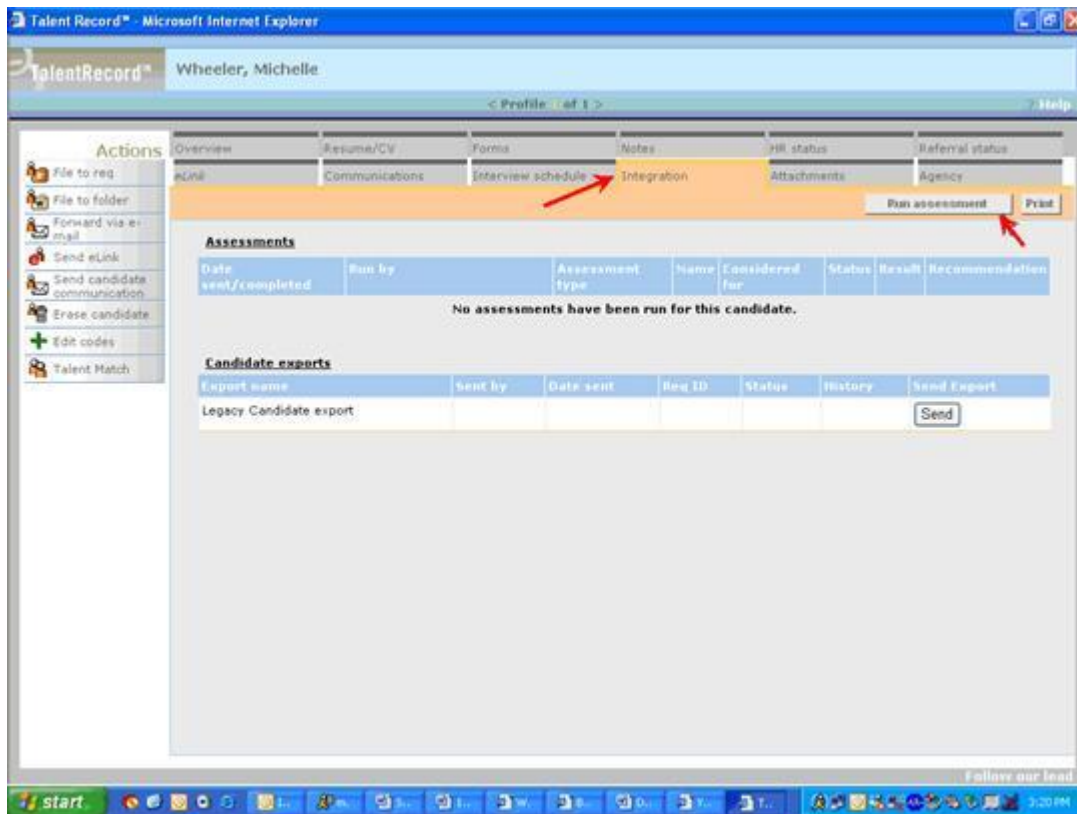 Talent Record™ - Microsoft Internet Explorer
TalentRecord™
Wheeler, Michelle
< Profile 1 of 1 >
? Help
Actions
File to req
File to folder
Forward via e-
mail
Send eLink
Send candidate
communication
Erase candidate
Edit codes
Talent Match
Overview Resume/CV Forms Notes HR status Referral status
eLink Communications Interview schedule Integration Attachments Agency
Run assessment Print
Assessments
Date
sent/completed
Run by
Assessment
type
Name
Considered
for
Status Result Recommendation
No assessments have been run for this candidate.
Candidate exports
Export name Sent by Date sent Req ID Status History Send Export
Legacy Candidate export Send
Follow our lead
start
3:20 PM